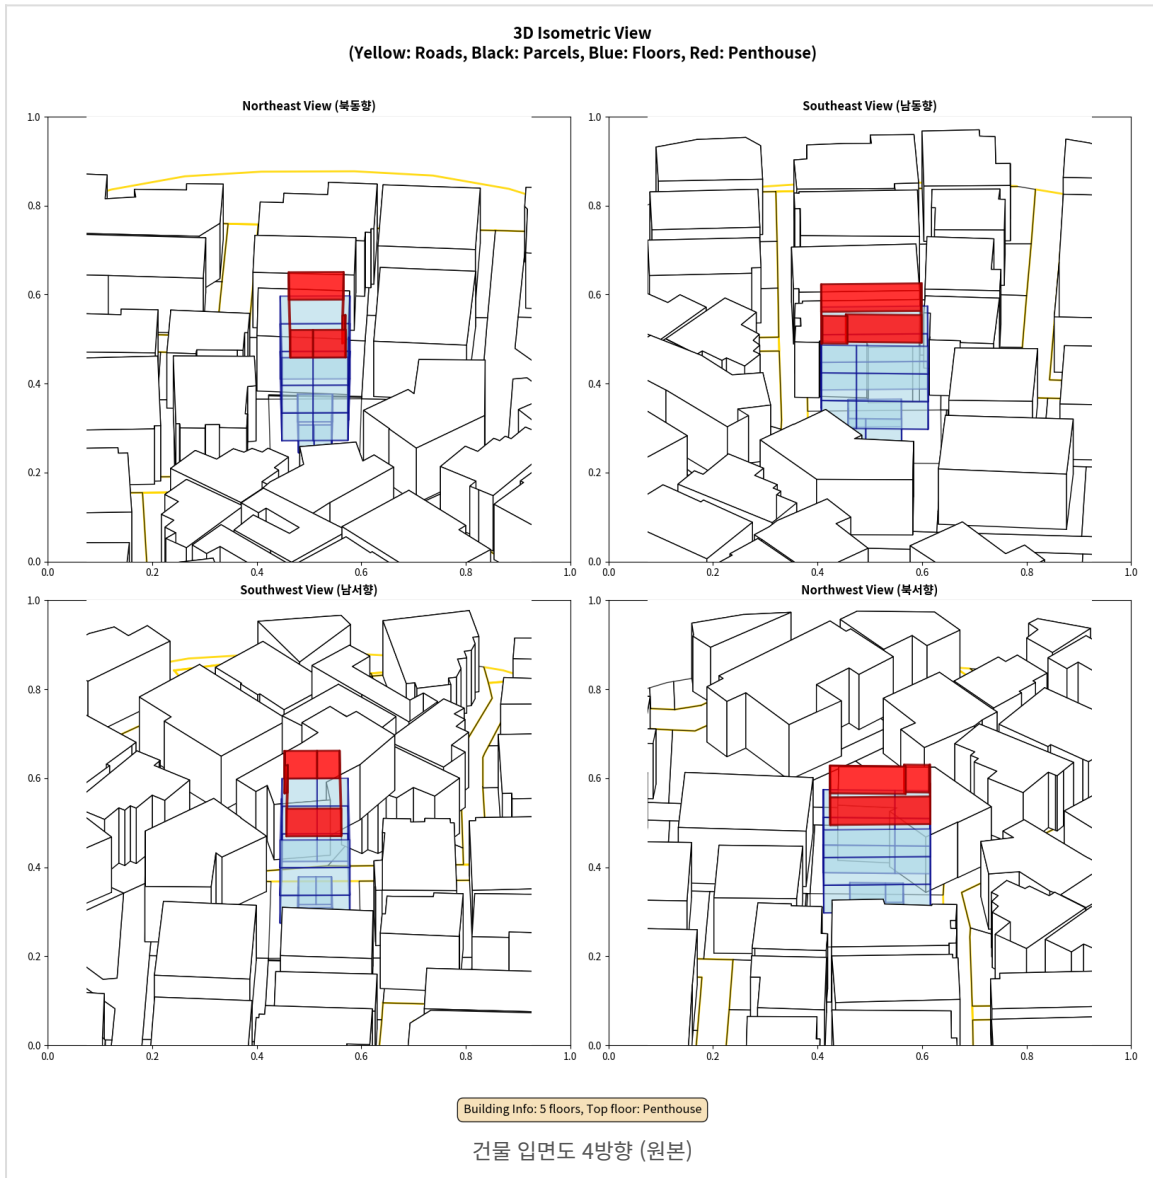 3D Isometric View
(Yellow: Roads, Black: Parcels, Blue: Floors, Red: Penthouse)
Northeast View (북동향)
1.0
0.8
0.6
0.4
0.2
0.0
0.0 0.2 0.4 0.6 0.8 1.0
Southeast View (남동향)
1.0
0.8
0.6
0.4
0.2
0.0
0.0 0.2 0.4 0.6 0.8 1.0
Southwest View (남서향)
1.0
0.8
0.6
0.4
0.2
0.0
0.0 0.2 0.4 0.6 0.8 1.0
Northwest View (북서향)
1.0
0.8
0.6
0.4
0.2
0.0
0.0 0.2 0.4 0.6 0.8 1.0
Building Info: 5 floors, Top floor: Penthouse
건물 입면도 4방향 (원본)